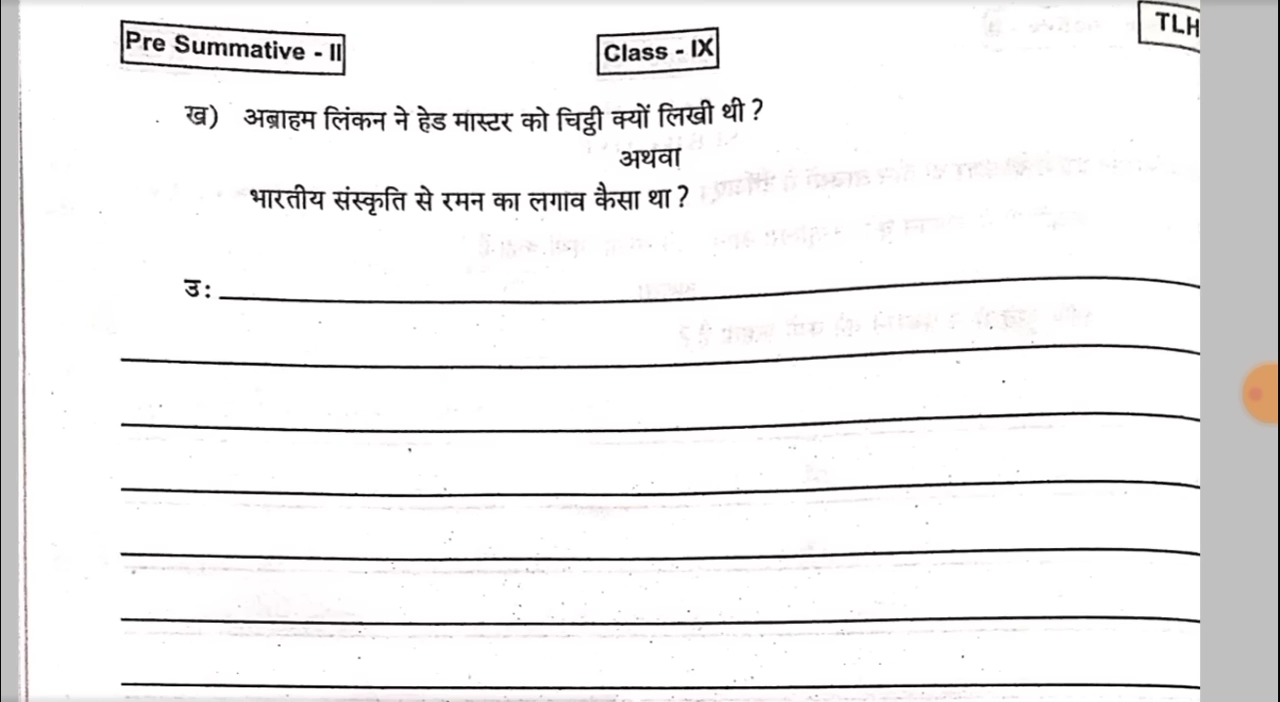 Pre Summative - II Class - IX TLH
ख) अब्राहम लिंकन ने हेड मास्टर को चिट्ठी क्यों लिखी थी ?
अथवा
भारतीय संस्कृति से रमन का लगाव कैसा था ?
उ: